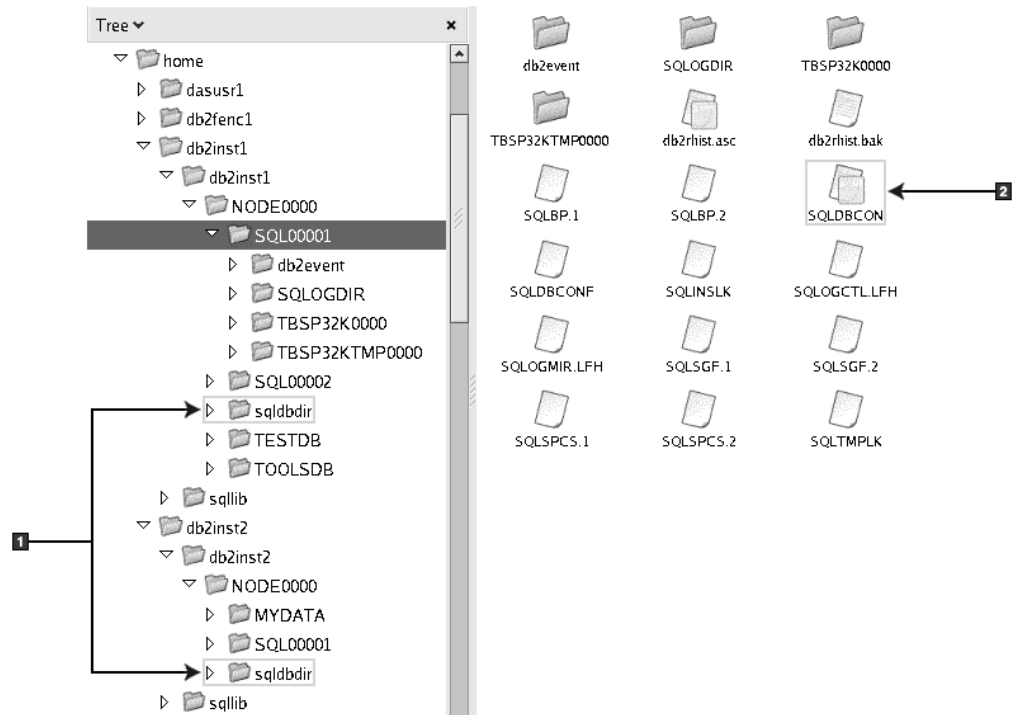 Tree
home
dasusr1
db2fenc1
db2inst1
db2inst1
NODE0000
SQL00001
db2event
SQLOGDIR
TBSP32K0000
TBSP32KTMP0000
SQL00002
sqldbdir
TESTDB
TOOLSDB
sqllib
db2inst2
db2inst2
NODE0000
MYDATA
SQL00001
sqldbdir
sqllib
1
db2event SQLOGDIR TBSP32K0000
TBSP32KTMP0000 db2rhist.asc db2rhist.bak
SQLBP.1 SQLBP.2 SQLDBCON
2
SQLDBCONF SQLINSLK SQLOGCTL.LFH
SQLOGMIR.LFH SQLSGF.1 SQLSGF.2
SQLSPCS.1 SQLSPCS.2 SQLTMPLK